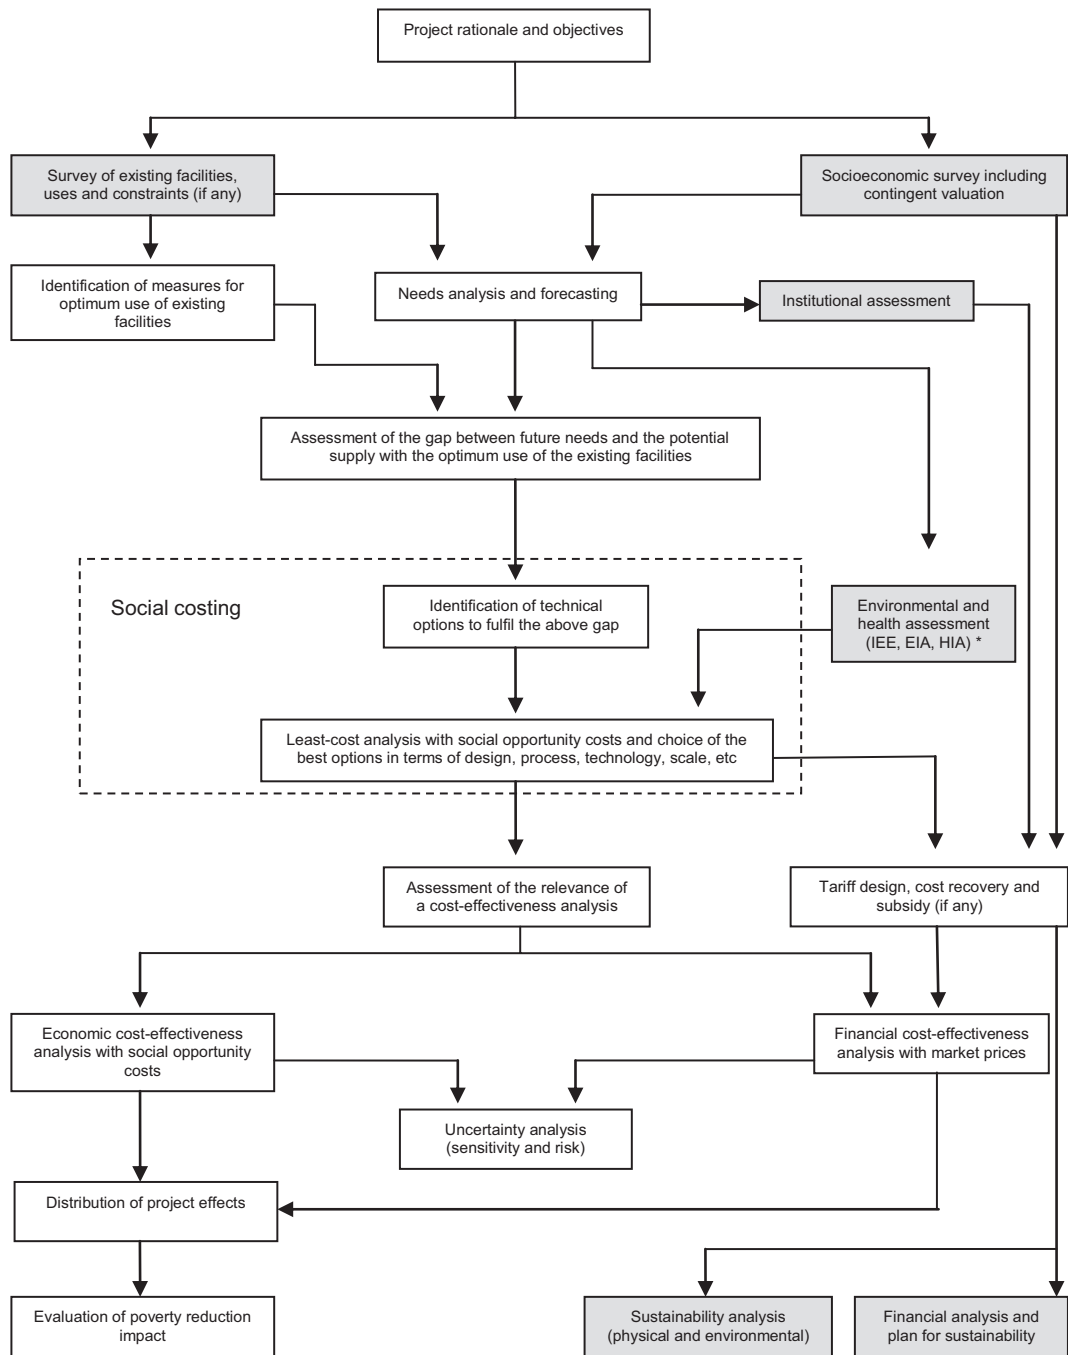 Project rationale and objectives
Survey of existing facilities,
uses and constraints (if any)
Socioeconomic survey including
contingent valuation
Identification of measures for
optimum use of existing
facilities
Needs analysis and forecasting
Institutional assessment
Assessment of the gap between future needs and the potential
supply with the optimum use of the existing facilities
Social costing
Identification of technical
options to fulfil the above gap
Environmental and
health assessment
(IEE, EIA, HIA) *
Least-cost analysis with social opportunity costs and choice of the
best options in terms of design, process, technology, scale, etc
Assessment of the relevance of
a cost-effectiveness analysis
Tariff design, cost recovery and
subsidy (if any)
Economic cost-effectiveness
analysis with social opportunity
costs
Financial cost-effectiveness
analysis with market prices
Uncertainty analysis
(sensitivity and risk)
Distribution of project effects
Evaluation of poverty reduction
impact
Sustainability analysis
(physical and environmental)
Financial analysis and
plan for sustainability